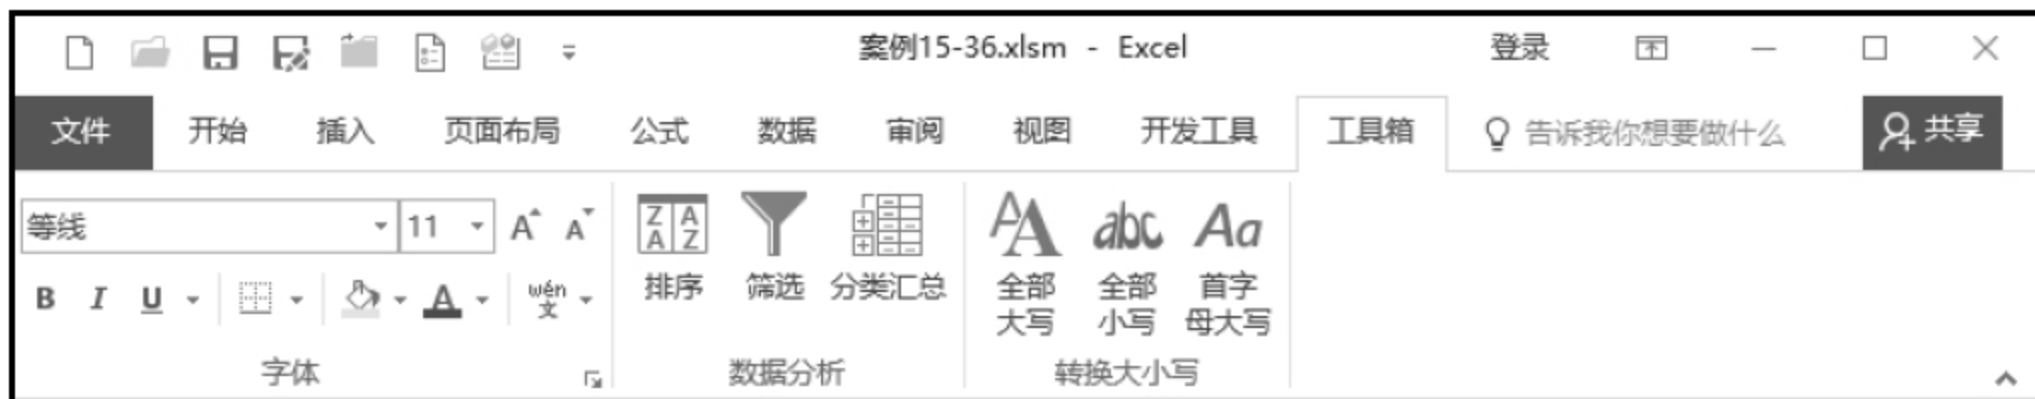 案例15-36.xlsm - Excel 登录
文件 开始 插入 页面布局 公式 数据 审阅 视图 开发工具 工具箱 告诉我你想要做什么 共享
等线 11 A A Z A A Z A abc Aa
B I U A wén 文 排序 筛选 分类汇总 全部 全部 首字
大写 小写 母大写
字体 数据分析 转换大小写